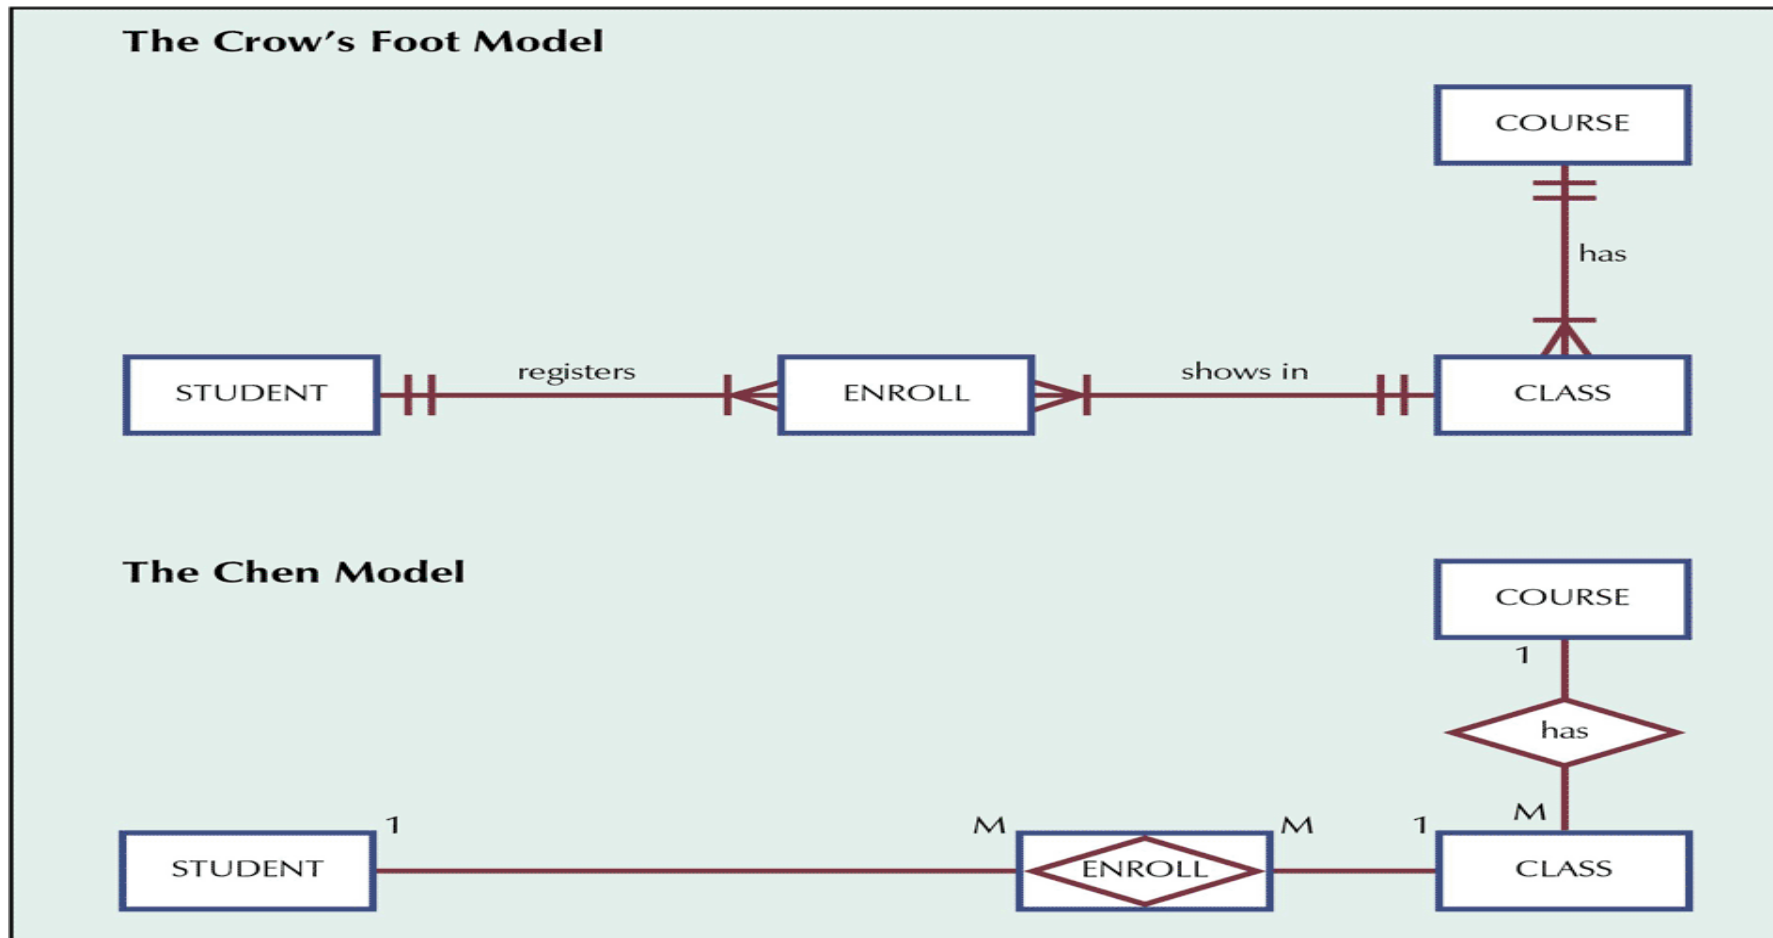 The Crow's Foot Model
COURSE
has
STUDENT
registers
ENROLL
shows in
CLASS
The Chen Model
COURSE
1
has
M
STUDENT
1
M
ENROLL
M
1
CLASS